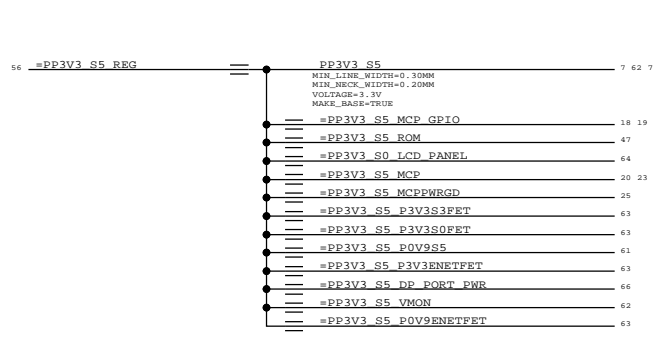 56 =PP3V3_S5_REG PP3V3_S5 7 62 7
MIN_LINE_WIDTH=0.30MM
MIN_NECK_WIDTH=0.20MM
VOLTAGE=3.3V
MAKE_BASE=TRUE
=PP3V3_S5_MCP_GPIO 18 19
=PP3V3_S5_ROM 47
=PP3V3_S0_LCD_PANEL 64
=PP3V3_S5_MCP 20 23
=PP3V3_S5_MCPPWRGD 25
=PP3V3_S5_P3V3S3FET 63
=PP3V3_S5_P3V3S0FET 63
=PP3V3_S5_P0V9S5 61
=PP3V3_S5_P3V3ENETFET 63
=PP3V3_S5_DP_PORT_PWR 66
=PP3V3_S5_VMON 62
=PP3V3_S5_P0V9ENETFET 63